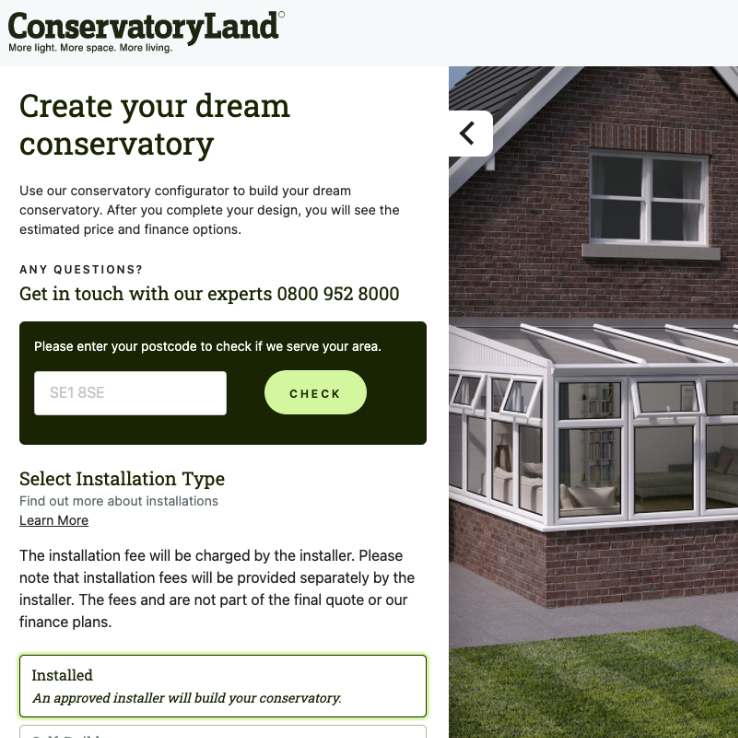 ConservatoryLand
More light. More space. More living.
Create your dream
conservatory
Use our conservatory configurator to build your dream
conservatory. After you complete your design, you will see the
estimated price and finance options.
ANY QUESTIONS?
Get in touch with our experts 0800 952 8000
Please enter your postcode to check if we serve your area.
SE1 8SE
CHECK
Select Installation Type
Find out more about installations
Learn More
The installation fee will be charged by the installer. Please
note that installation fees will be provided separately by the
installer. The fees and are not part of the final quote or our
finance plans.
Installed
An approved installer will build your conservatory.